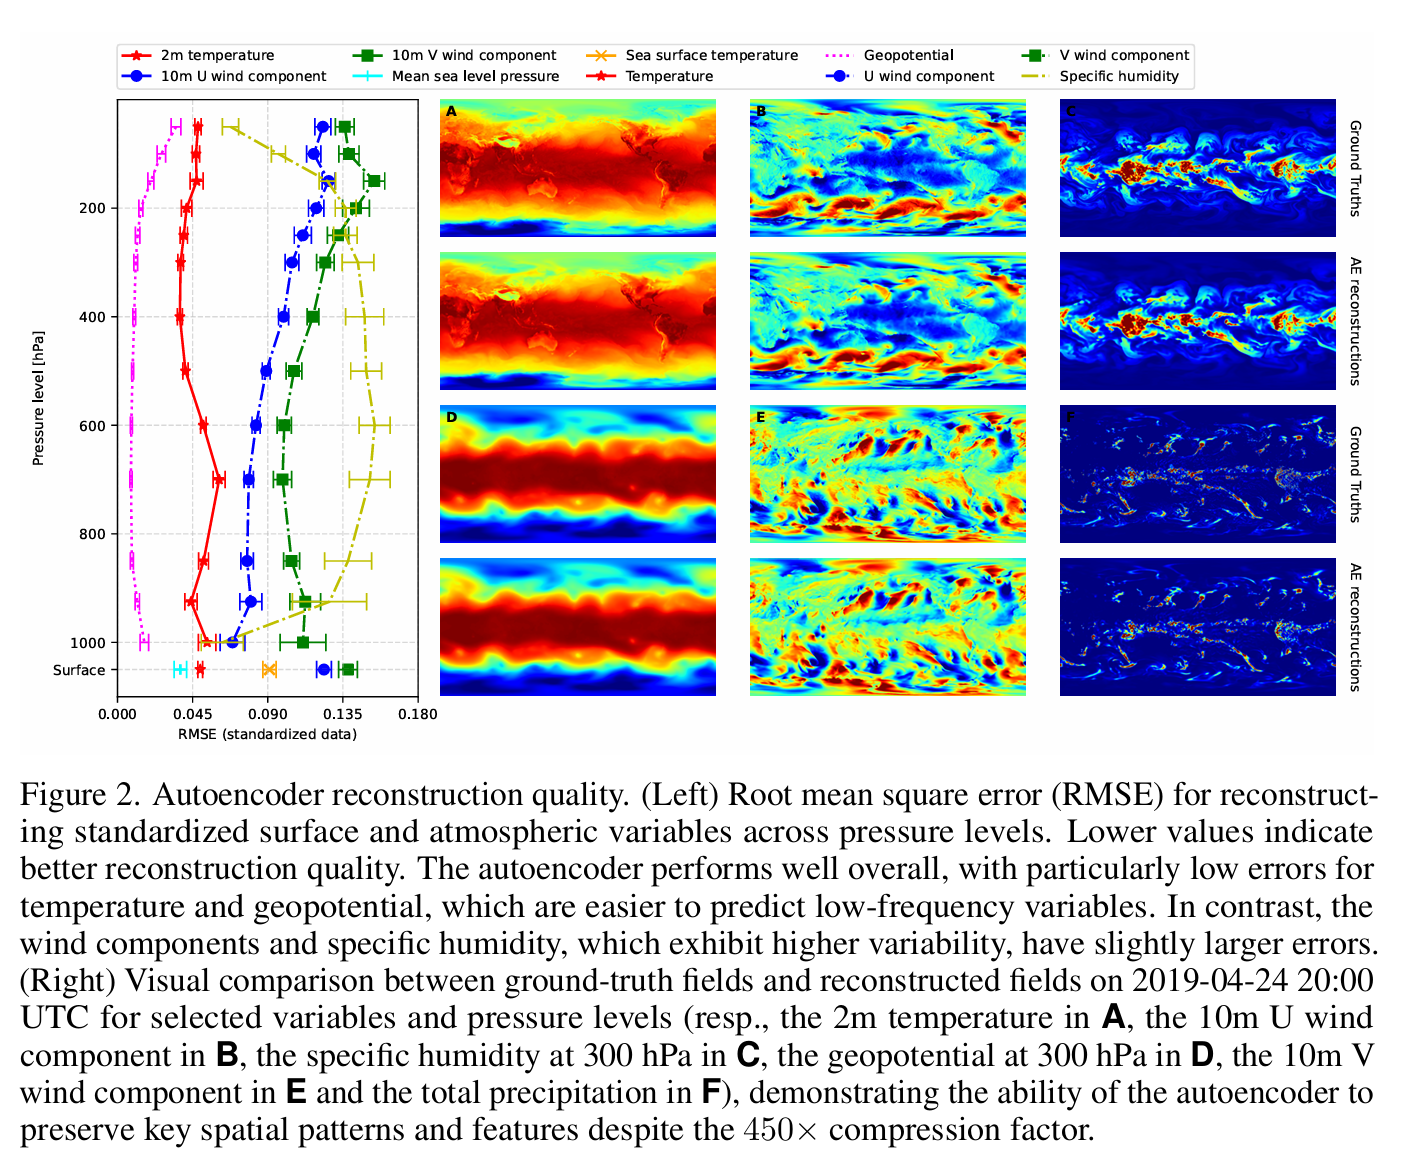 2m temperature
10m U wind component
10m V wind component
Mean sea level pressure
Sea surface temperature
Temperature
Geopotential
U wind component
V wind component
Specific humidity
Pressure level [hPa]
200
400
600
800
1000
Surface
0.000 0.045 0.090 0.135 0.180
RMSE (standardized data)
A
B
C
Ground Truths
AE reconstructions
D
E
F
Ground Truths
AE reconstructions
Figure 2. Autoencoder reconstruction quality. (Left) Root mean square error (RMSE) for reconstruct-
ing standardized surface and atmospheric variables across pressure levels. Lower values indicate
better reconstruction quality. The autoencoder performs well overall, with particularly low errors for
temperature and geopotential, which are easier to predict low-frequency variables. In contrast, the
wind components and specific humidity, which exhibit higher variability, have slightly larger errors.
(Right) Visual comparison between ground-truth fields and reconstructed fields on 2019-04-24 20:00
UTC for selected variables and pressure levels (resp., the 2m temperature in A, the 10m U wind
component in B, the specific humidity at 300 hPa in C, the geopotential at 300 hPa in D, the 10m V
wind component in E and the total precipitation in F), demonstrating the ability of the autoencoder to
preserve key spatial patterns and features despite the 450× compression factor.